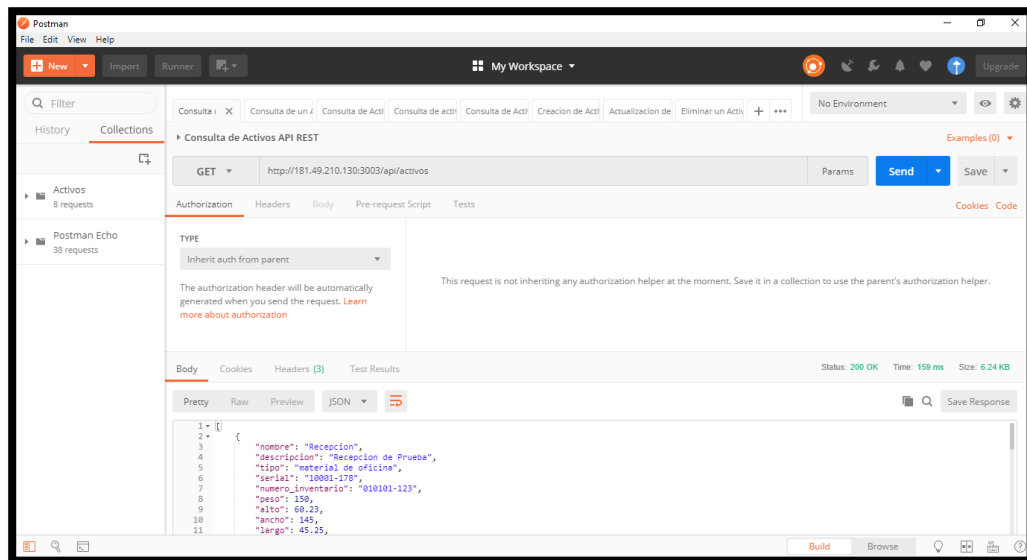 Postman
File Edit View Help
New Import Runner My Workspace Upgrade
Filter
History Collections
Activos
8 requests
Postman Echo
38 requests
Consulta Consulta de un Consulta de Acti Consulta de acti Consulta de Acti Creacion de Acti Actualizacion de Eliminar un Activ
No Environment
Consulta de Activos API REST Examples (0)
GET http://181.49.210.130:3003/api/activos Params Send Save
Authorization Headers Body Pre-request Script Tests Cookies Code
TYPE
Inherit auth from parent
The authorization header will be automatically
generated when you send the request. Learn
more about authorization
This request is not inheriting any authorization helper at the moment. Save it in a collection to use the parent's authorization helper.
Body Cookies Headers (3) Test Results Status: 200 OK Time: 159 ms Size: 6.24 KB
Pretty Raw Preview JSON Save Response
1 [
2 {
3 "nombre": "Recepcion",
4 "descripcion": "Recepcion de Prueba",
5 "tipo": "material de oficina",
6 "serial": "10001-178",
7 "numero_inventario": "010101-123",
8 "peso": 150,
9 "alto": 60.23,
10 "ancho": 145,
11 "largo": 45.25,
Build Browse